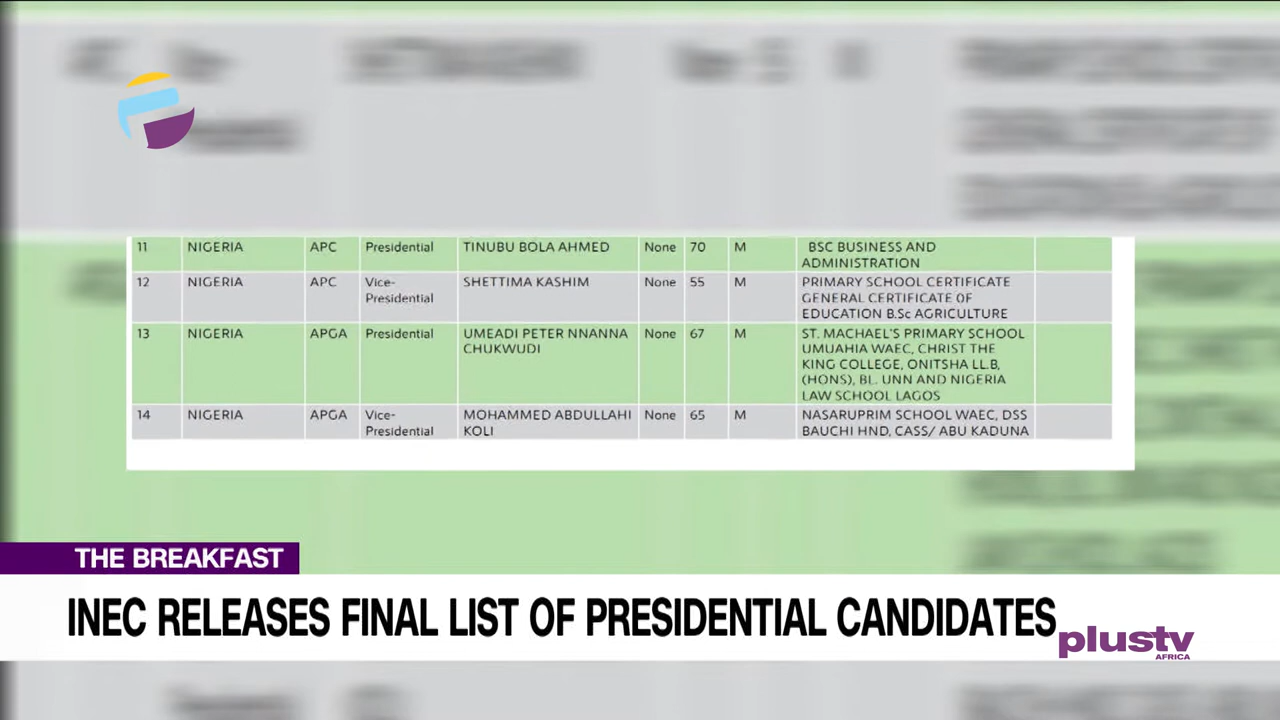 11 NIGERIA APC Presidential TINUBU BOLA AHMED None 70 M BSC BUSINESS AND
ADMINISTRATION
12 NIGERIA APC Vice- SHETTIMA KASHIM None 55 M PRIMARY SCHOOL CERTIFICATE
Presidential GENERAL CERTIFICATE OF
EDUCATION B.Sc AGRICULTURE
13 NIGERIA APGA Presidential UMEADI PETER NNANNA None 67 M ST. MACHAEL'S PRIMARY SCHOOL
CHUKWUDI UMUAHIA WAEC, CHRIST THE
KING COLLEGE, ONITSHA LL.B,
(HONS), BL. UNN AND NIGERIA
LAW SCHOOL LAGOS
14 NIGERIA APGA Vice- MOHAMMED ABDULLAHI None 65 M NASARUPRIM SCHOOL WAEC, DSS
Presidential KOLI BAUCHI HND, CASS/ ABU KADUNA
THE BREAKFAST
INEC RELEASES FINAL LIST OF PRESIDENTIAL CANDIDATES
plustv
AFRICA